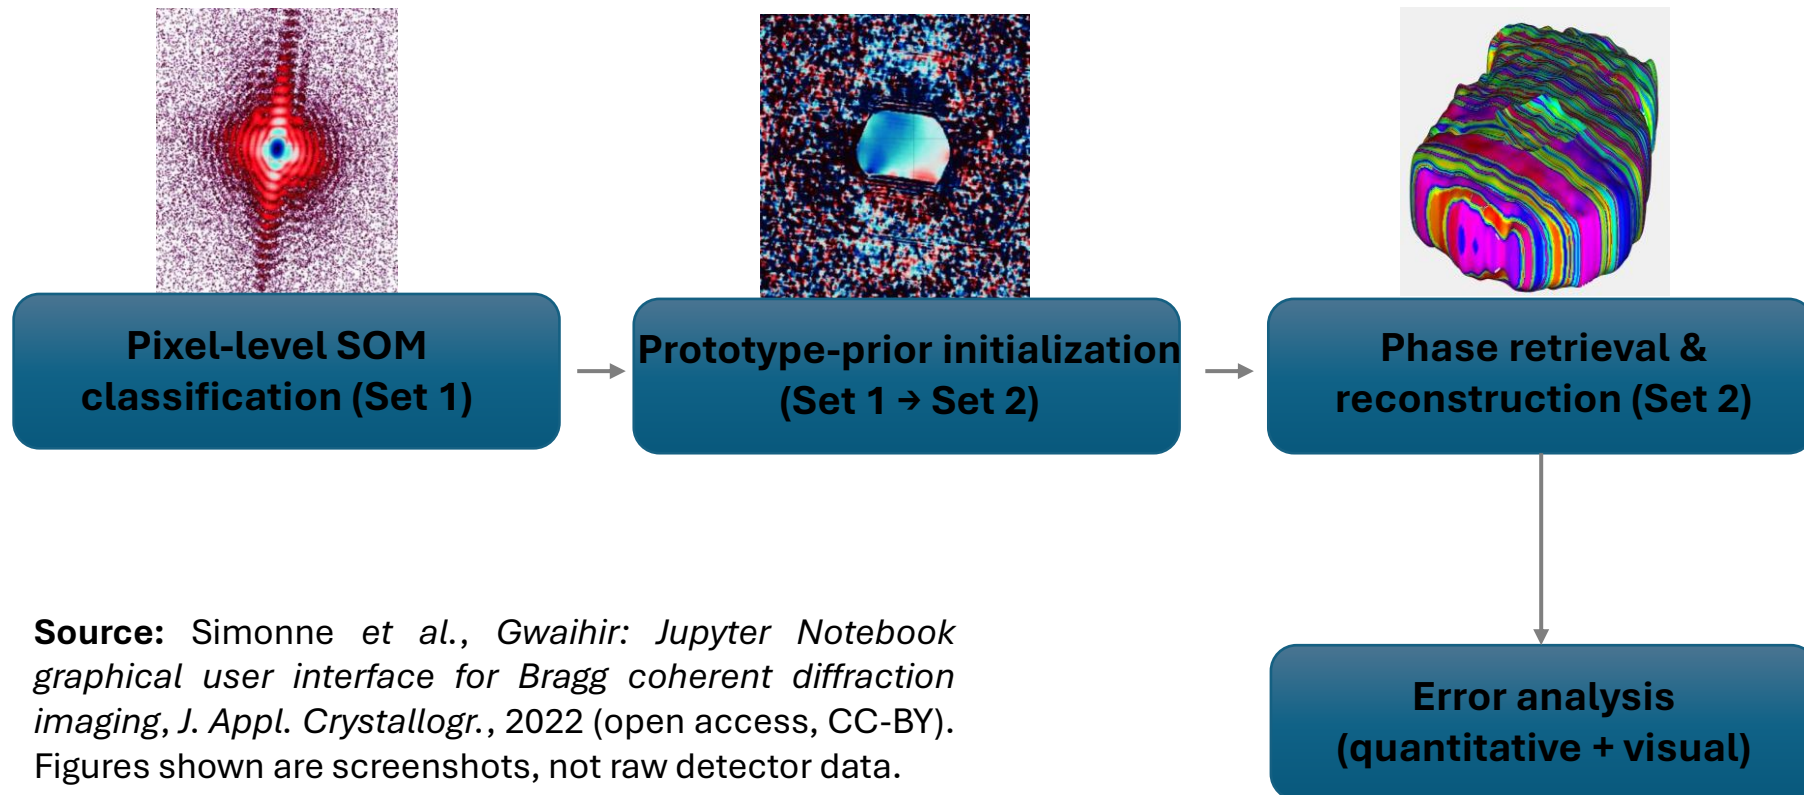 Pixel-level SOM
classification (Set 1)
Prototype-prior initialization
(Set 1 → Set 2)
Phase retrieval &
reconstruction (Set 2)
Error analysis
(quantitative + visual)
Source: Simonne et al., Gwaihir: Jupyter Notebook
graphical user interface for Bragg coherent diffraction
imaging, J. Appl. Crystallogr., 2022 (open access, CC-BY).
Figures shown are screenshots, not raw detector data.